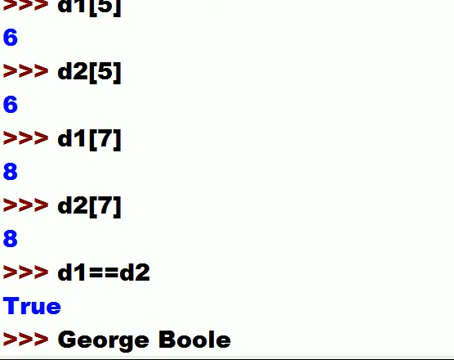 >>> d1[5]
6
>>> d2[5]
6
>>> d1[7]
8
>>> d2[7]
8
>>> d1==d2
True
>>> George Boole